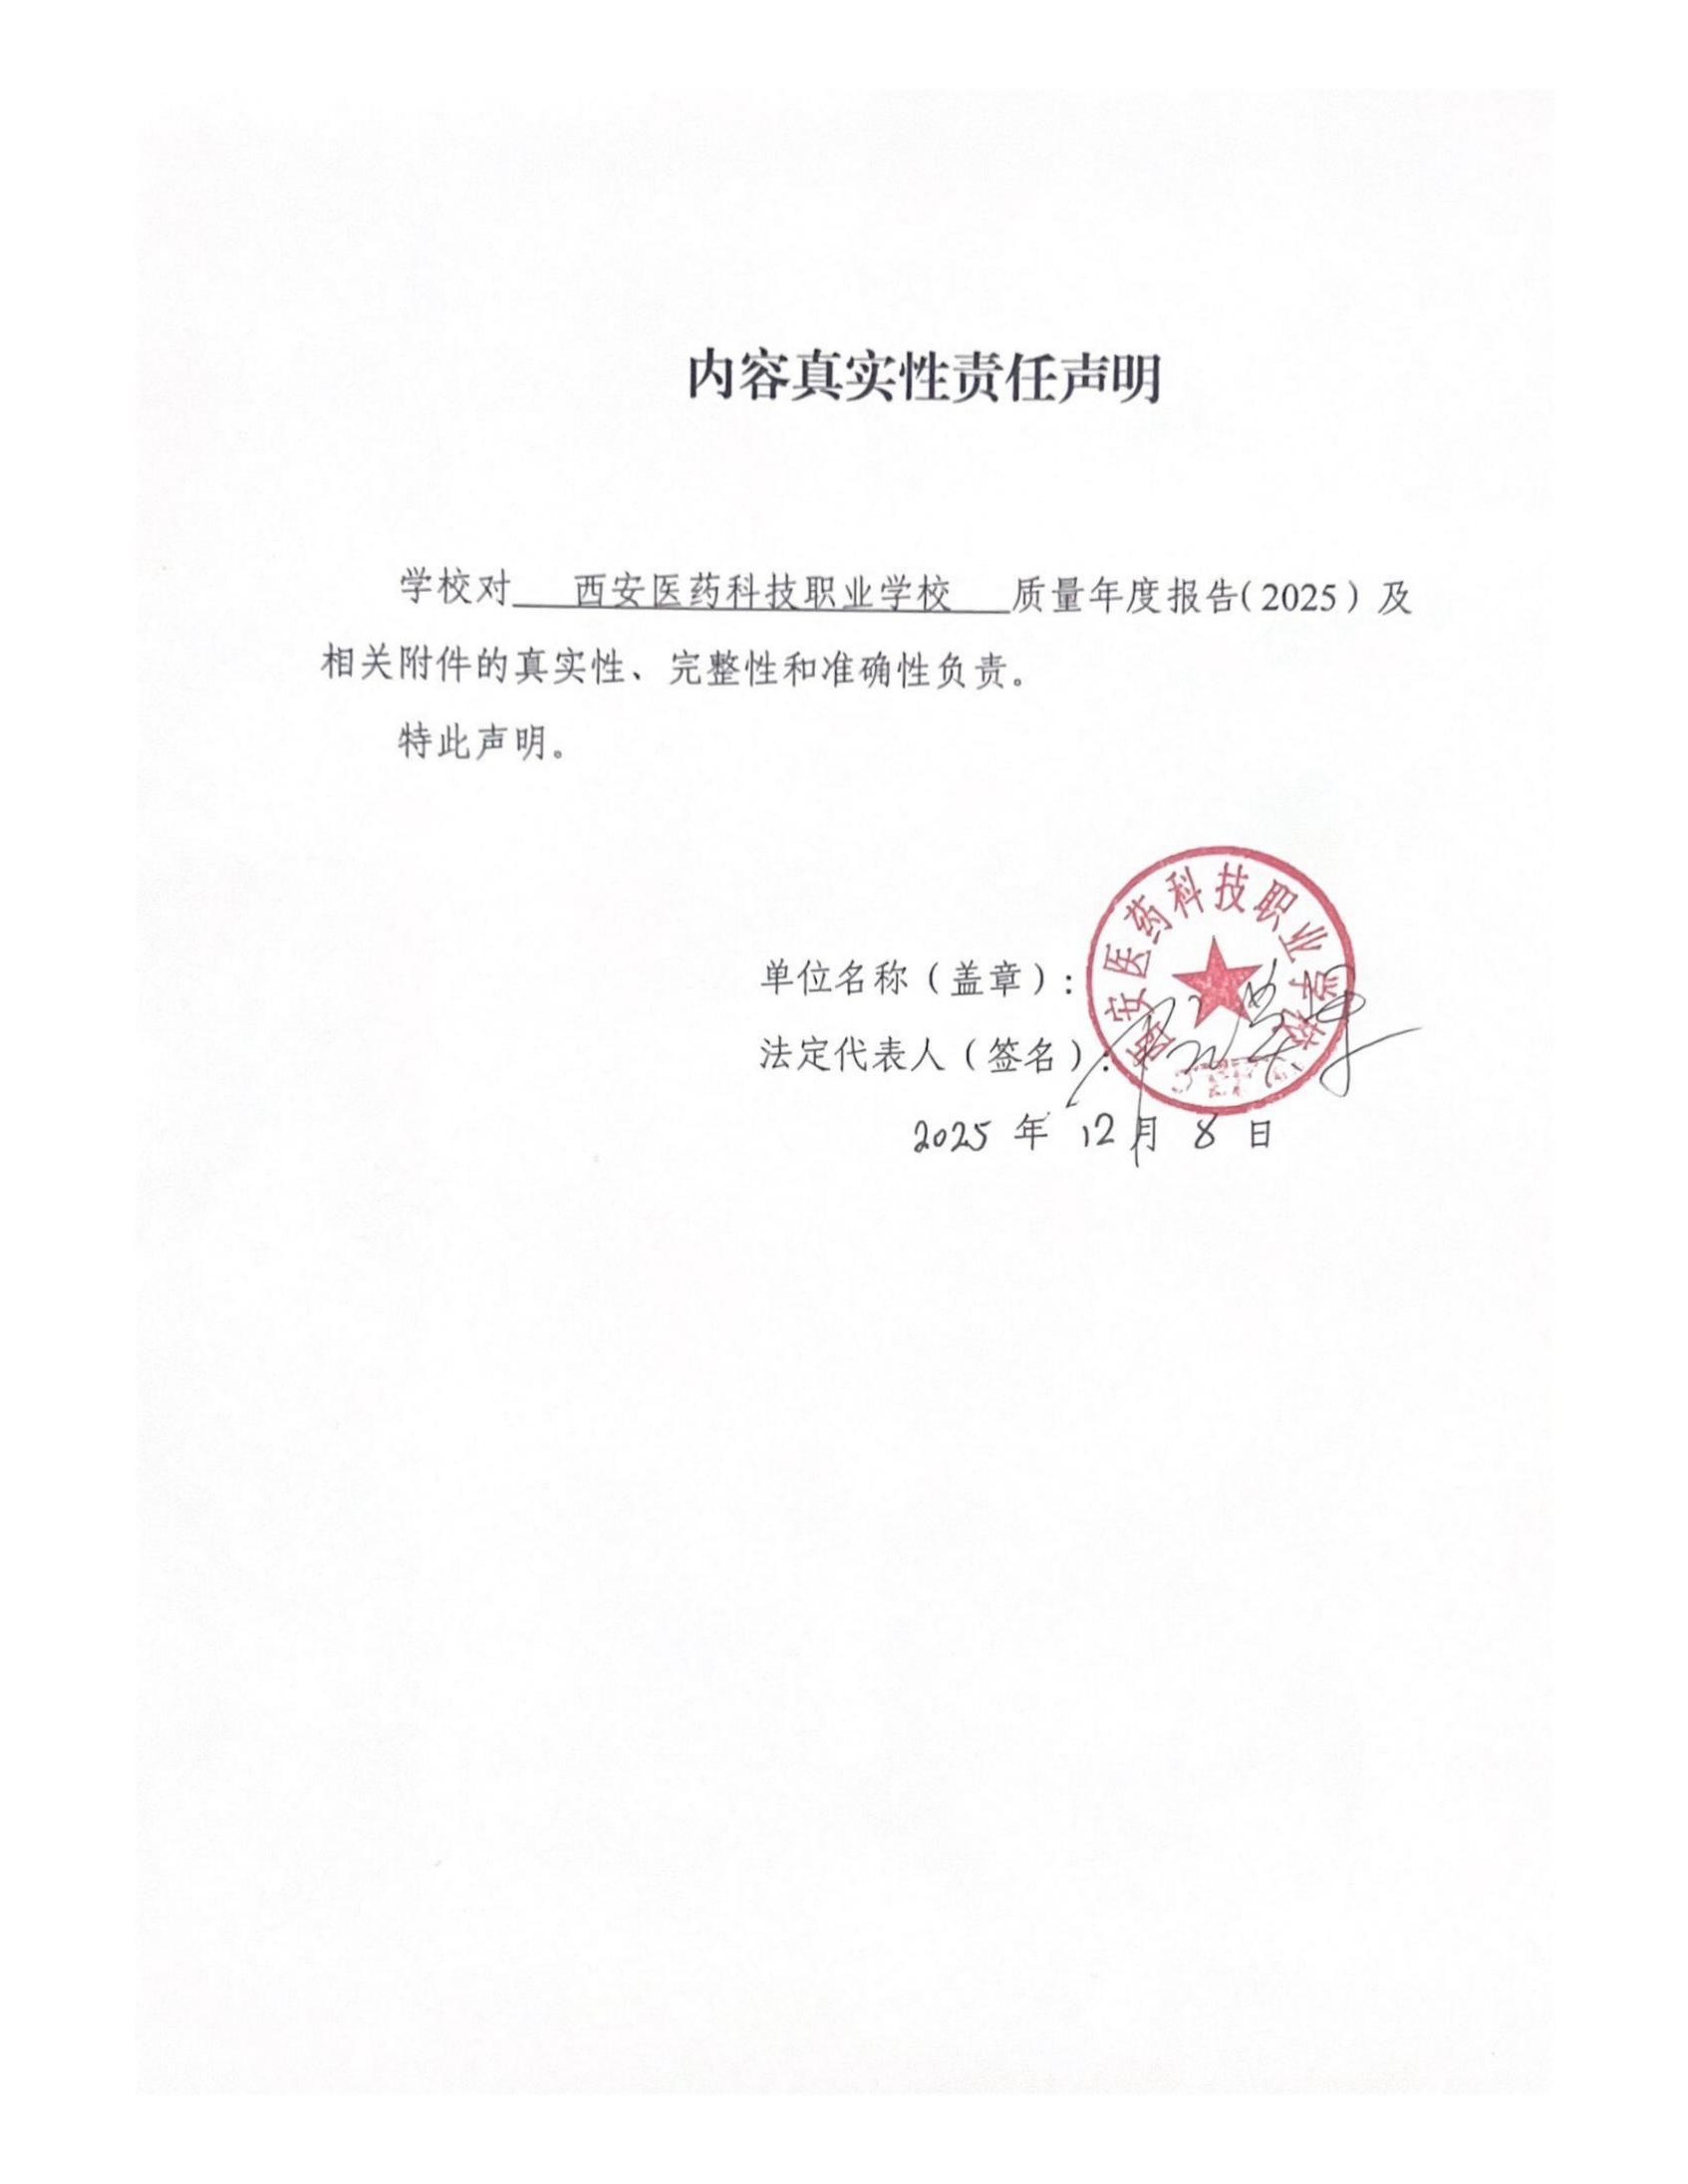 内容真实性责任声明
学校对 西安医药科技职业学校 质量年度报告(2025)及
相关附件的真实性、完整性和准确性负责。
特此声明。
西安医药科技职业学校
单位名称(盖章):
法定代表人(签名):
2025 年 12 月 8 日